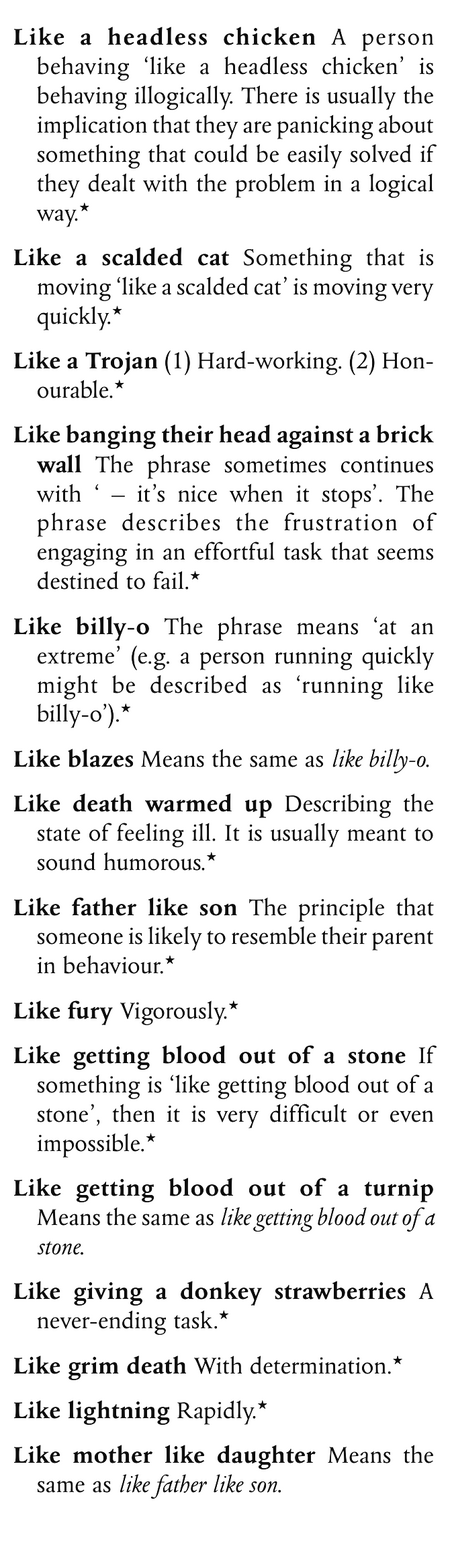 Like a headless chicken A person
behaving ‘like a headless chicken’ is
behaving illogically. There is usually the
implication that they are panicking about
something that could be easily solved if
they dealt with the problem in a logical
way.★
Like a scalded cat Something that is
moving ‘like a scalded cat’ is moving very
quickly.★
Like a Trojan (1) Hard-working. (2) Hon-
ourable.★
Like banging their head against a brick
wall The phrase sometimes continues
with ‘ – it’s nice when it stops’. The
phrase describes the frustration of
engaging in an effortful task that seems
destined to fail.★
Like billy-o The phrase means ‘at an
extreme’ (e.g. a person running quickly
might be described as ‘running like
billy-o’).★
Like blazes Means the same as like billy-o.
Like death warmed up Describing the
state of feeling ill. It is usually meant to
sound humorous.★
Like father like son The principle that
someone is likely to resemble their parent
in behaviour.★
Like fury Vigorously.★
Like getting blood out of a stone If
something is ‘like getting blood out of a
stone’, then it is very difficult or even
impossible.★
Like getting blood out of a turnip
Means the same as like getting blood out of a
stone.
Like giving a donkey strawberries A
never-ending task.★
Like grim death With determination.★
Like lightning Rapidly.★
Like mother like daughter Means the
same as like father like son.